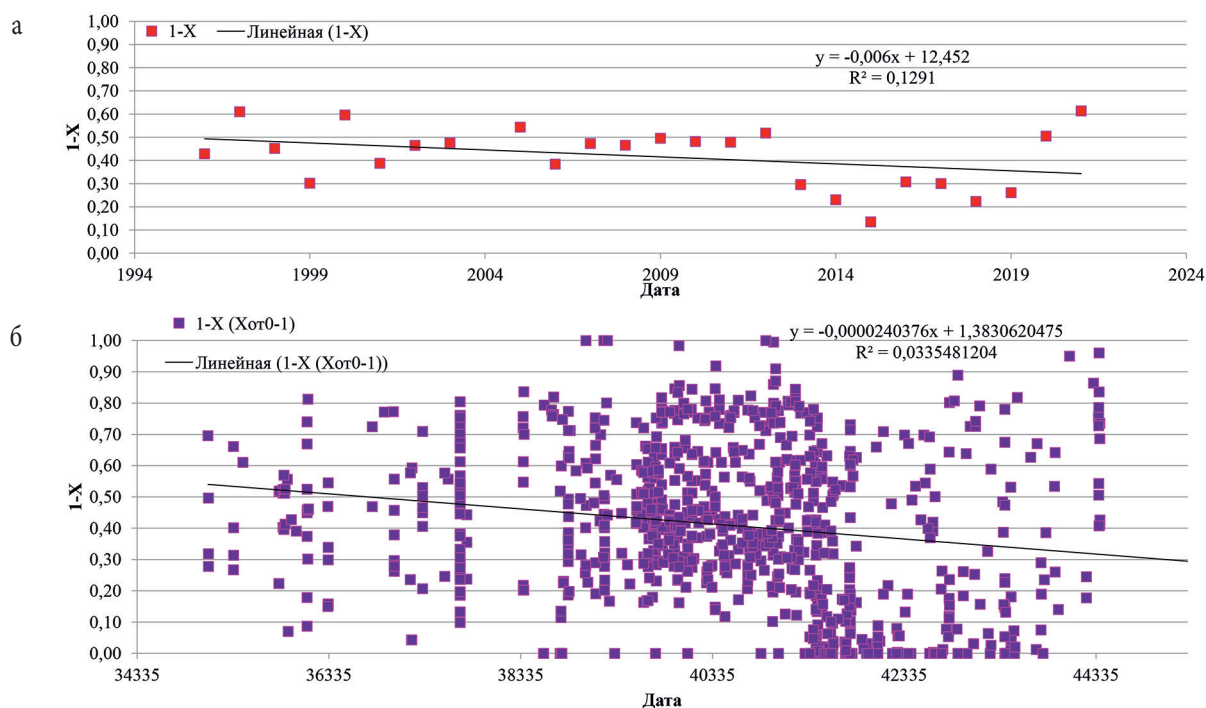 а
1,00
0,90
0,80
0,70
0,60
0,50
0,40
0,30
0,20
0,10
0,00
1-X
1-X
Линейная (1-X)
y = -0,006x + 12,452
R² = 0,1291
1994 1999 2004 2009 2014 2019 2024
Дата
б
1-X (Xот0-1)
Линейная (1-X (Xот0-1))
y = -0,0000240376x + 1,3830620475
R² = 0,0335481204
1,00
0,90
0,80
0,70
0,60
0,50
0,40
0,30
0,20
0,10
0,00
1-X
34335 36335 38335 40335 42335 44335
Дата